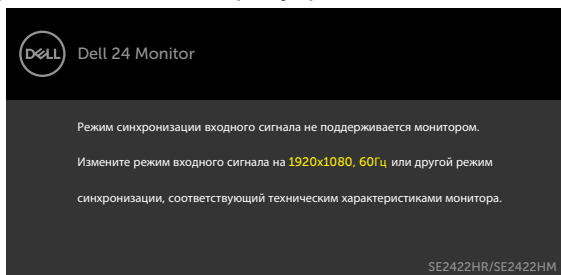 DELL
Dell 24 Monitor
Режим синхронизации входного сигнала не поддерживается монитором.
Измените режим входного сигнала на 1920x1080, 60Гц или другой режим
синхронизации, соответствующий техническим характеристиками монитора.
SE2422HR/SE2422HM